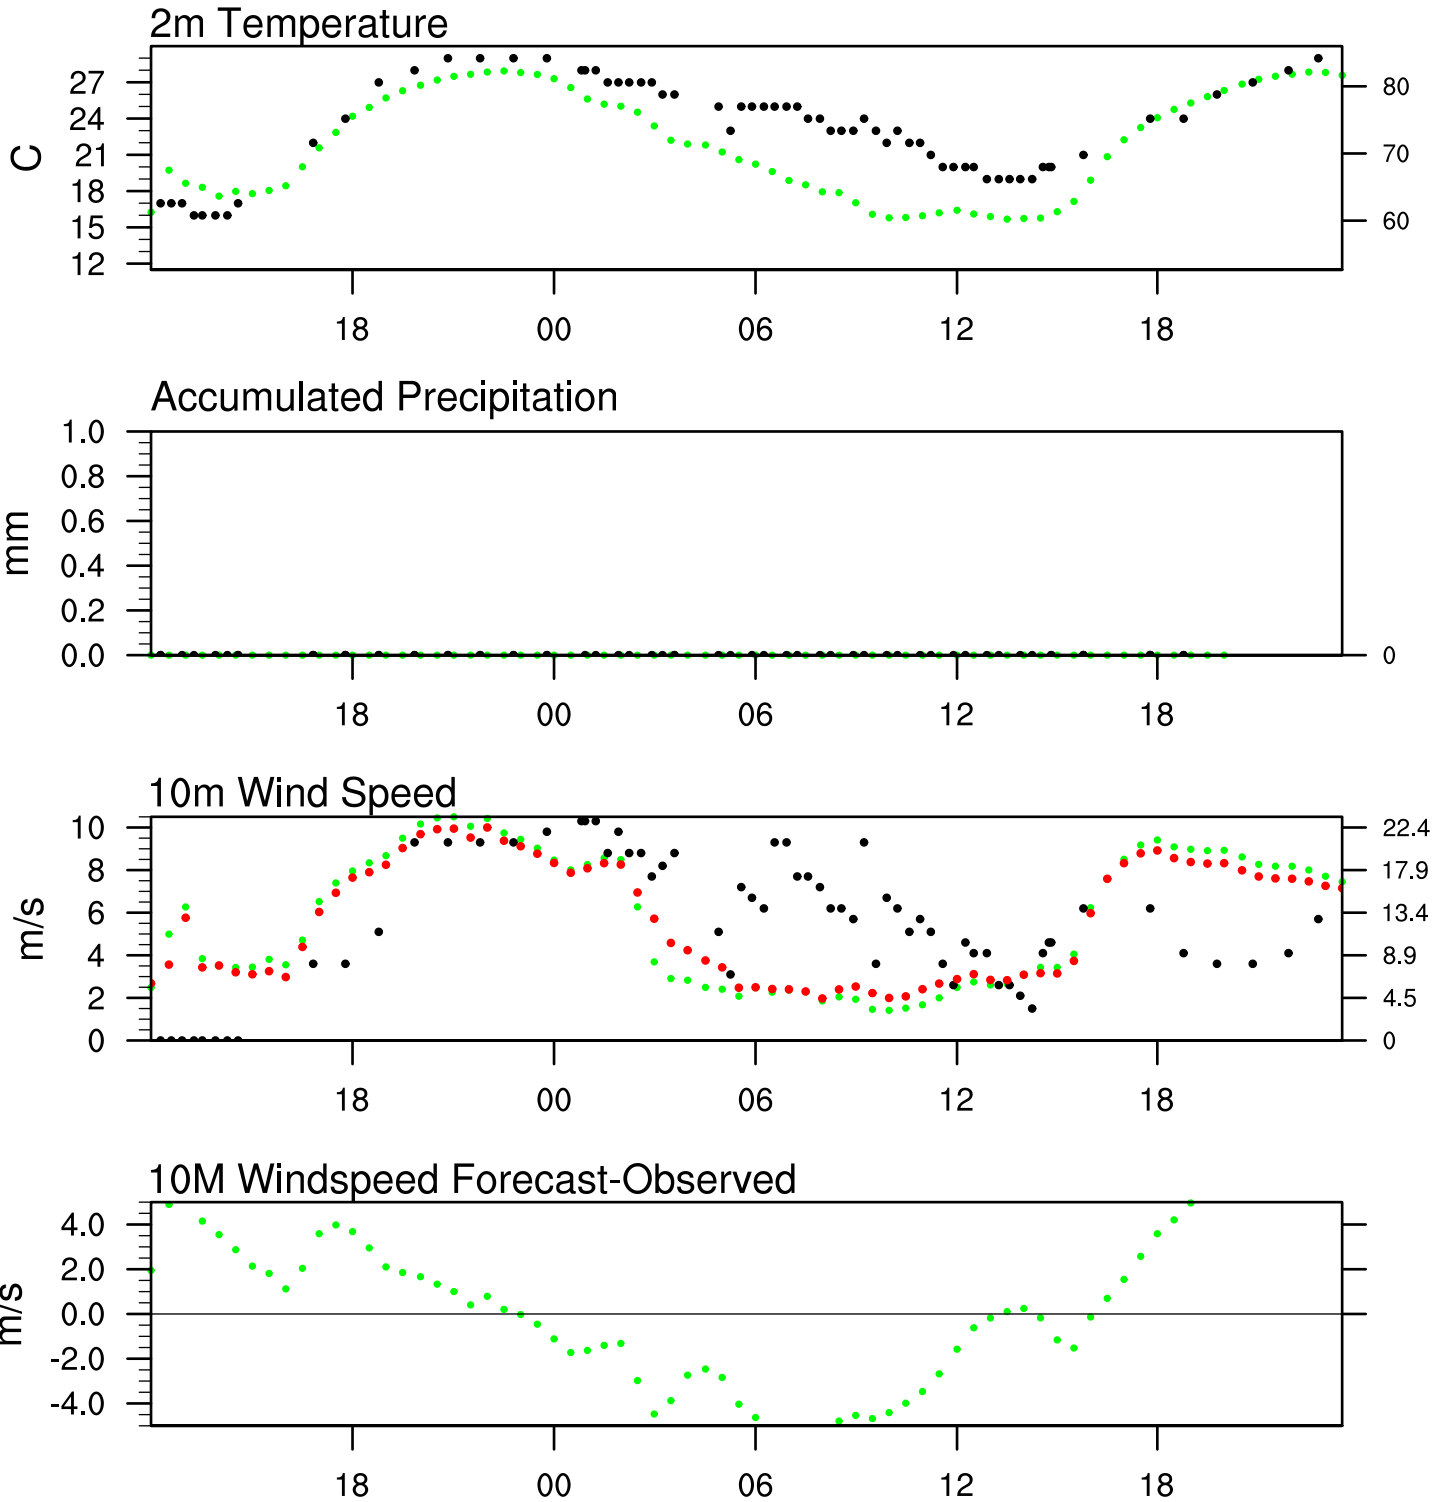 2m Temperature
C
27
24
21
18
15
12
80
70
60
18 00 06 12 18
Accumulated Precipitation
mm
1.0
0.8
0.6
0.4
0.2
0.0
0
18 00 06 12 18
10m Wind Speed
m/s
10
8
6
4
2
0
22.4
17.9
13.4
8.9
4.5
0
18 00 06 12 18
10M Windspeed Forecast-Observed
m/s
4.0
2.0
0.0
-2.0
-4.0
18 00 06 12 18